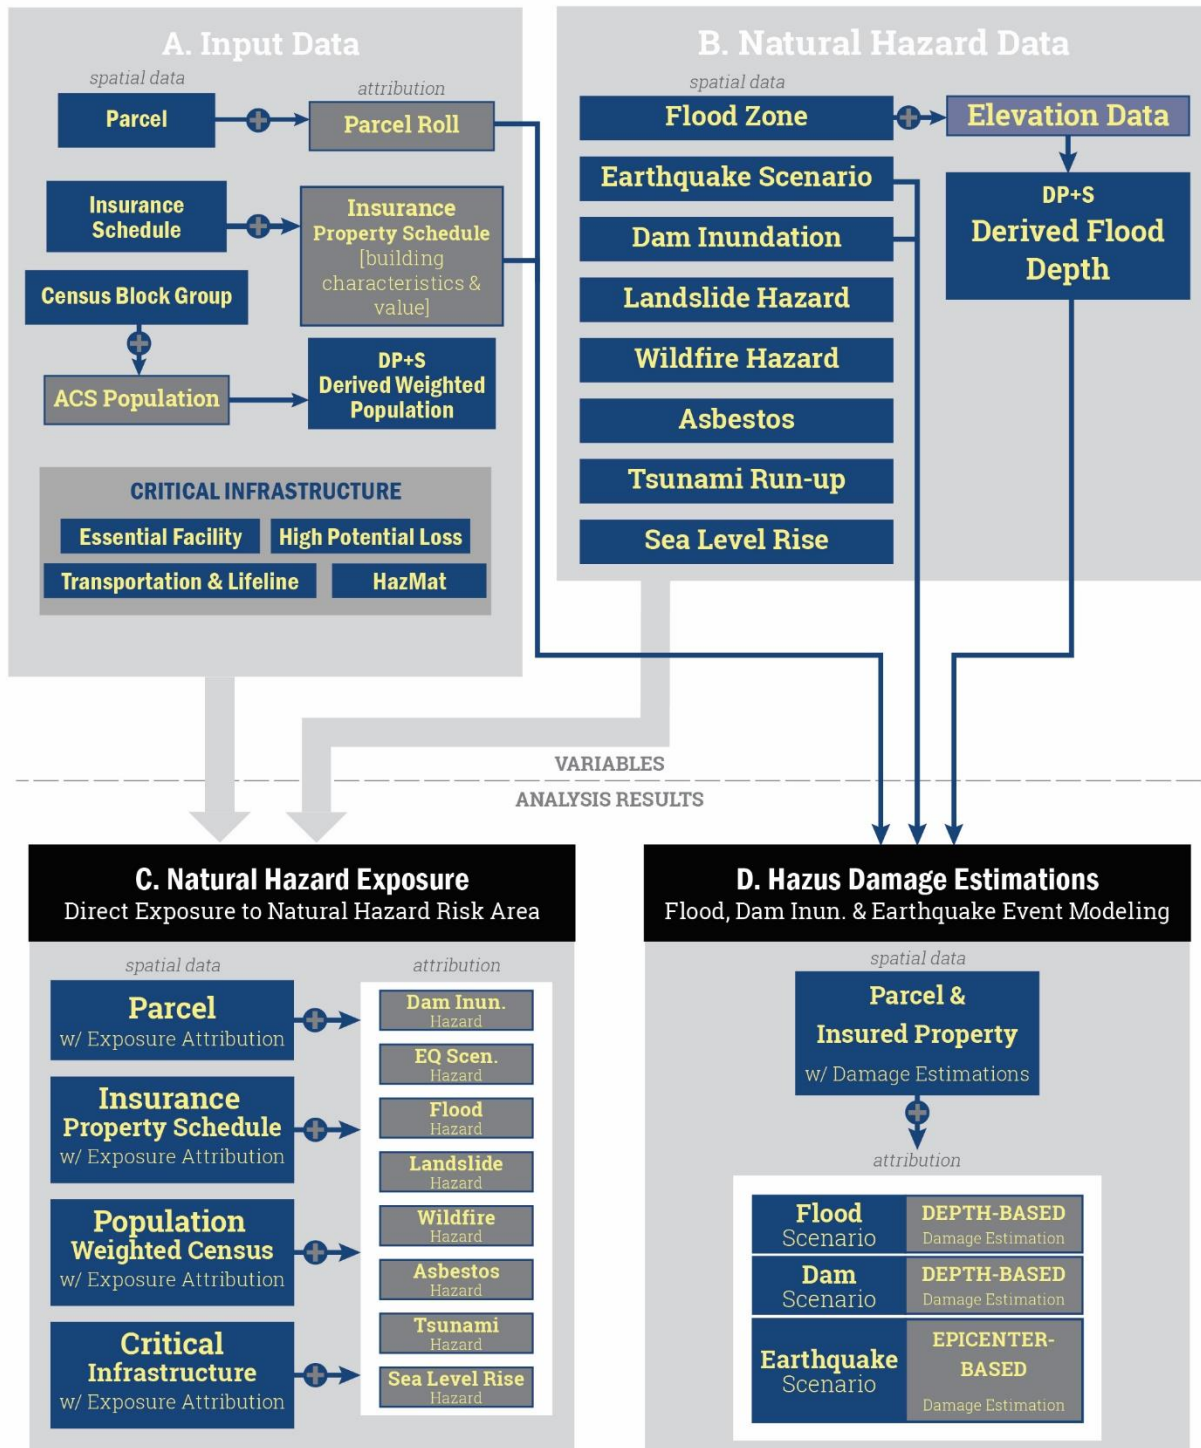 A. Input Data
spatial data
attribution
Parcel
Parcel Roll
Insurance
Schedule
Insurance
Property Schedule
[building
characteristics &
value]
Census Block Group
ACS Population
DP+S
Derived Weighted
Population
CRITICAL INFRASTRUCTURE
Essential Facility
High Potential Loss
Transportation & Lifeline
HazMat
B. Natural Hazard Data
spatial data
Flood Zone
Elevation Data
Earthquake Scenario
Dam Inundation
Landslide Hazard
Wildfire Hazard
Asbestos
Tsunami Run-up
Sea Level Rise
DP+S
Derived Flood
Depth
VARIABLES
ANALYSIS RESULTS
C. Natural Hazard Exposure
Direct Exposure to Natural Hazard Risk Area
spatial data
attribution
Parcel
w/ Exposure Attribution
Insurance
Property Schedule
w/ Exposure Attribution
Population
Weighted Census
w/ Exposure Attribution
Critical
Infrastructure
w/ Exposure Attribution
Dam Inun.
Hazard
EQ Scen.
Hazard
Flood
Hazard
Landslide
Hazard
Wildfire
Hazard
Asbestos
Hazard
Tsunami
Hazard
Sea Level Rise
Hazard
D. Hazus Damage Estimations
Flood, Dam Inun. & Earthquake Event Modeling
spatial data
Parcel &
Insured Property
w/ Damage Estimations
attribution
Flood
Scenario
DEPTH-BASED
Damage Estimation
Dam
Scenario
DEPTH-BASED
Damage Estimation
Earthquake
Scenario
EPICENTER-
BASED
Damage Estimation